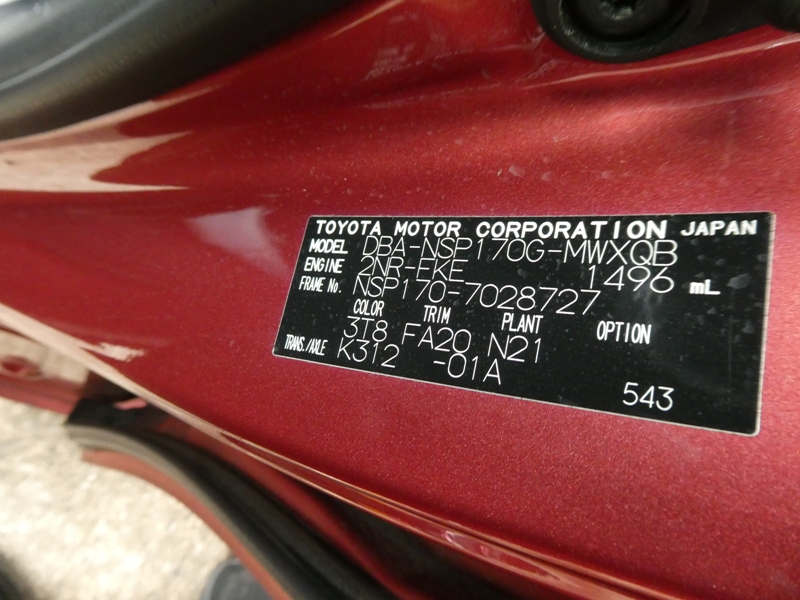 TOYOTA MOTOR CORPORATION JAPAN
MODEL DBA-NSP170G-MWXQB
ENGINE 2NR-FKE 1496 mL
FRAME No. NSP170-7028727
COLOR TRIM PLANT OPTION
3T8 FA20 N21
TRANS./AXLE K312 -01A
543